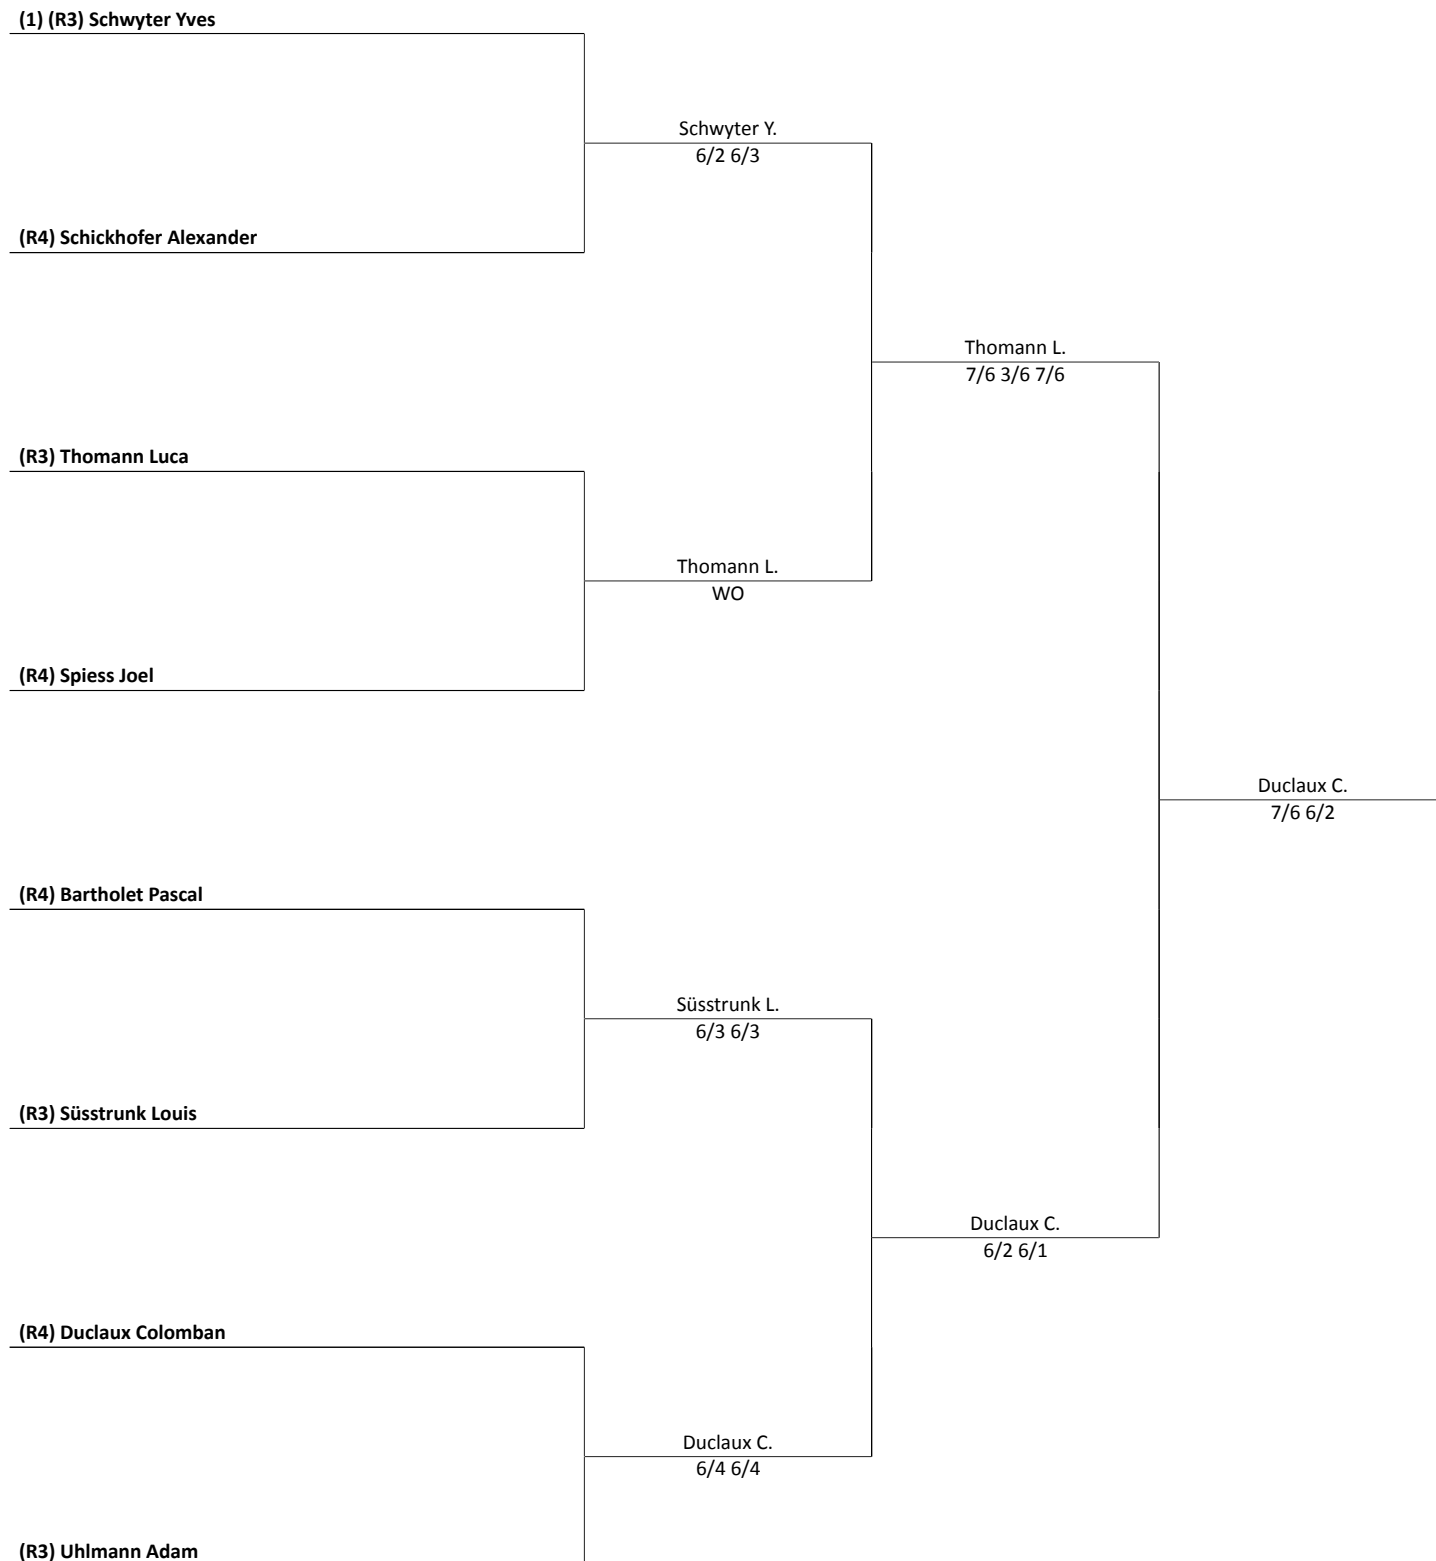 (1) (R3) Schwyter Yves
Schwyter Y.
6/2 6/3
(R4) Schickhofer Alexander
Thomann L.
7/6 3/6 7/6
(R3) Thomann Luca
Thomann L.
WO
(R4) Spiess Joel
Duclaux C.
7/6 6/2
(R4) Bartholet Pascal
Süsstrunk L.
6/3 6/3
(R3) Süsstrunk Louis
Duclaux C.
6/2 6/1
(R4) Duclaux Colomban
Duclaux C.
6/4 6/4
(R3) Uhlmann Adam